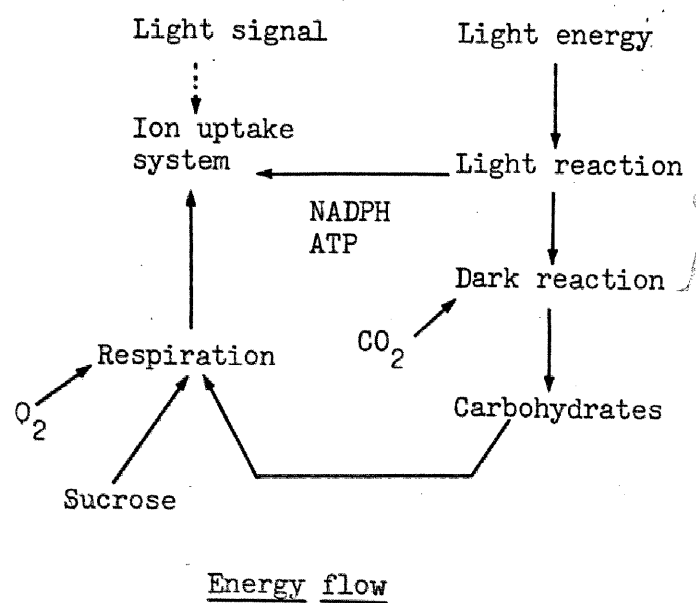 Light signal
Light energy
Ion uptake
system
Light reaction
NADPH
ATP
Dark reaction
CO2
Respiration
O2
Carbohydrates
Sucrose
Energy flow